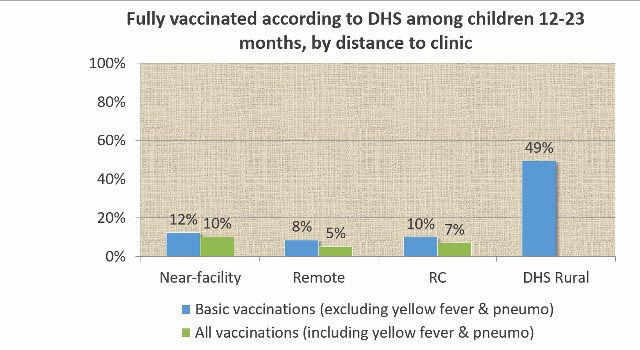 Fully vaccinated according to DHS among children 12-23
months, by distance to clinic
100%
80%
60%
40%
20%
0%
12% 10%
8% 5%
10% 7%
49%
Near-facility Remote RC DHS Rural
Basic vaccinations (excluding yellow fever & pneumo)
All vaccinations (including yellow fever & pneumo)